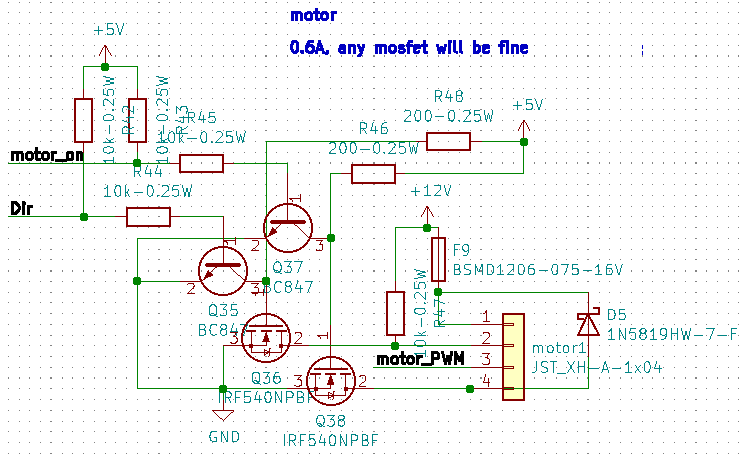 motor
0.6A, any mosfet will be fine
+5V
R42
10k-0.25W
R43
10k-0.25W
R45
10k-0.25W
R48
200-0.25W
+5V
R46
200-0.25W
motor_on
R44
10k-0.25W
+12V
Dir
1
1
2
3
Q37
BC847
F9
BSMD1206-075-16V
2
3
1
Q35
BC847
R47
10k-0.25W
D5
1N5819HW-7-F
1
1
2
3
4
motor1
JST_XH-A-1x04
3
2
motor_PWM
Q36
IRF540NPBF
3
2
Q38
IRF540NPBF
GND